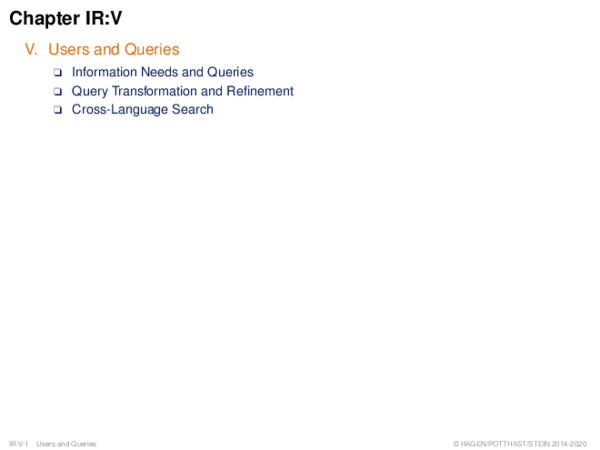 Chapter IR:V
V. Users and Queries
❑ Information Needs and Queries
❑ Query Transformation and Refinement
❑ Cross-Language Search
IR:V-1 Users and Queries © HAGEN/POTTHAST/STEIN 2014-2020